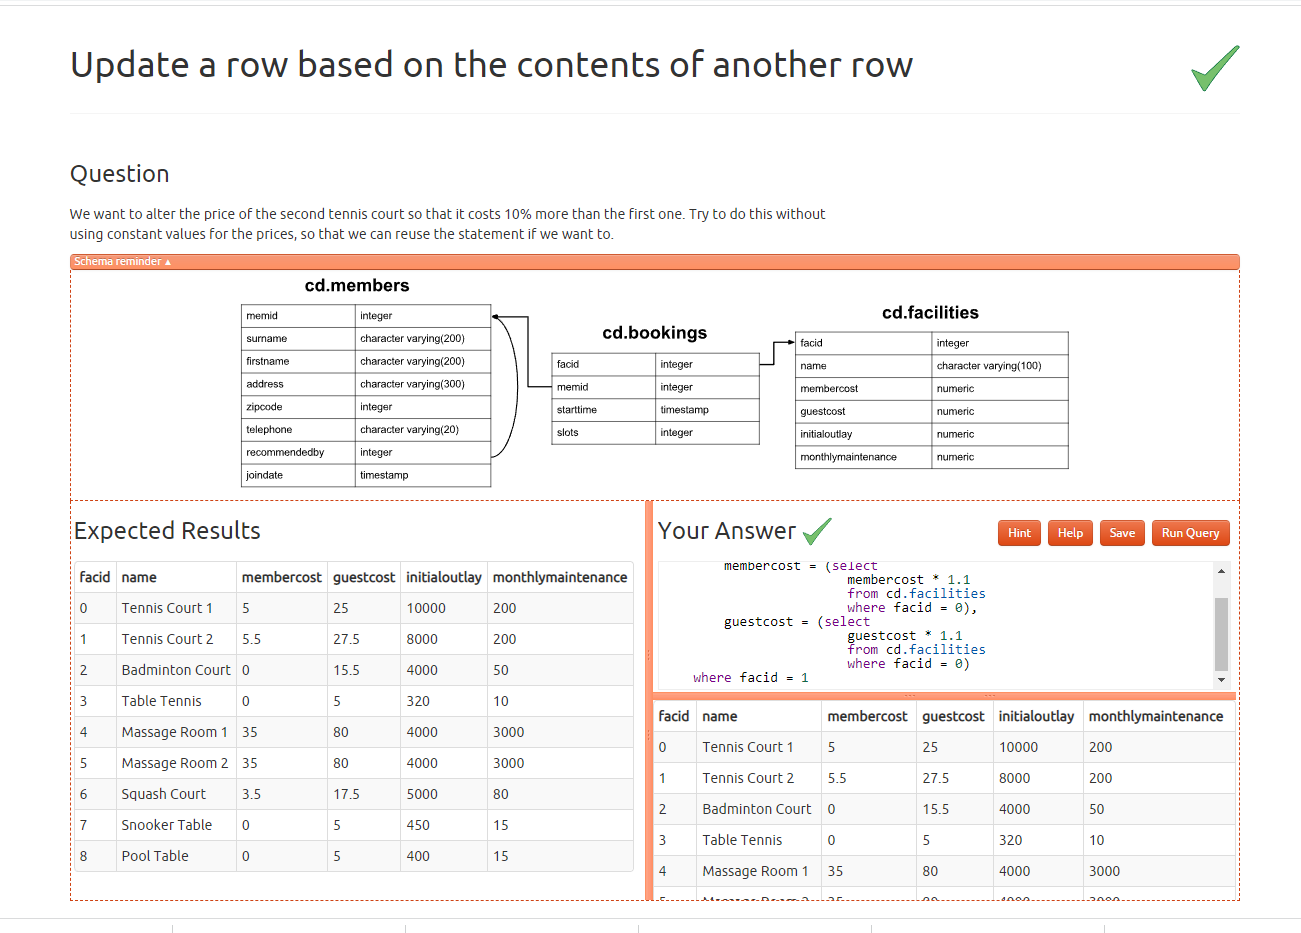 Update a row based on the contents of another row
Question
We want to alter the price of the second tennis court so that it costs 10% more than the first one. Try to do this without
using constant values for the prices, so that we can reuse the statement if we want to.
Schema reminder ▴
cd.members
memid integer
surname character varying(200)
firstname character varying(200)
address character varying(300)
zipcode integer
telephone character varying(20)
recommendedby integer
joindate timestamp
cd.bookings
facid integer
memid integer
starttime timestamp
slots integer
cd.facilities
facid integer
name character varying(100)
membercost numeric
guestcost numeric
initialoutlay numeric
monthlymaintenance numeric
Expected Results
facid name membercost guestcost initialoutlay monthlymaintenance
0 Tennis Court 1 5 25 10000 200
1 Tennis Court 2 5.5 27.5 8000 200
2 Badminton Court 0 15.5 4000 50
3 Table Tennis 0 5 320 10
4 Massage Room 1 35 80 4000 3000
5 Massage Room 2 35 80 4000 3000
6 Squash Court 3.5 17.5 5000 80
7 Snooker Table 0 5 450 15
8 Pool Table 0 5 400 15
Your Answer
Hint Help Save Run Query
membercost = (select
membercost * 1.1
from cd.facilities
where facid = 0),
guestcost = (select
guestcost * 1.1
from cd.facilities
where facid = 0)
where facid = 1
facid name membercost guestcost initialoutlay monthlymaintenance
0 Tennis Court 1 5 25 10000 200
1 Tennis Court 2 5.5 27.5 8000 200
2 Badminton Court 0 15.5 4000 50
3 Table Tennis 0 5 320 10
4 Massage Room 1 35 80 4000 3000